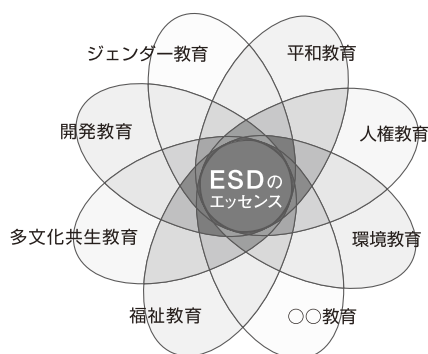 ジェンダー教育
平和教育
開発教育
人権教育
ESDの
エッセンス
多文化共生教育
環境教育
福祉教育
○○教育